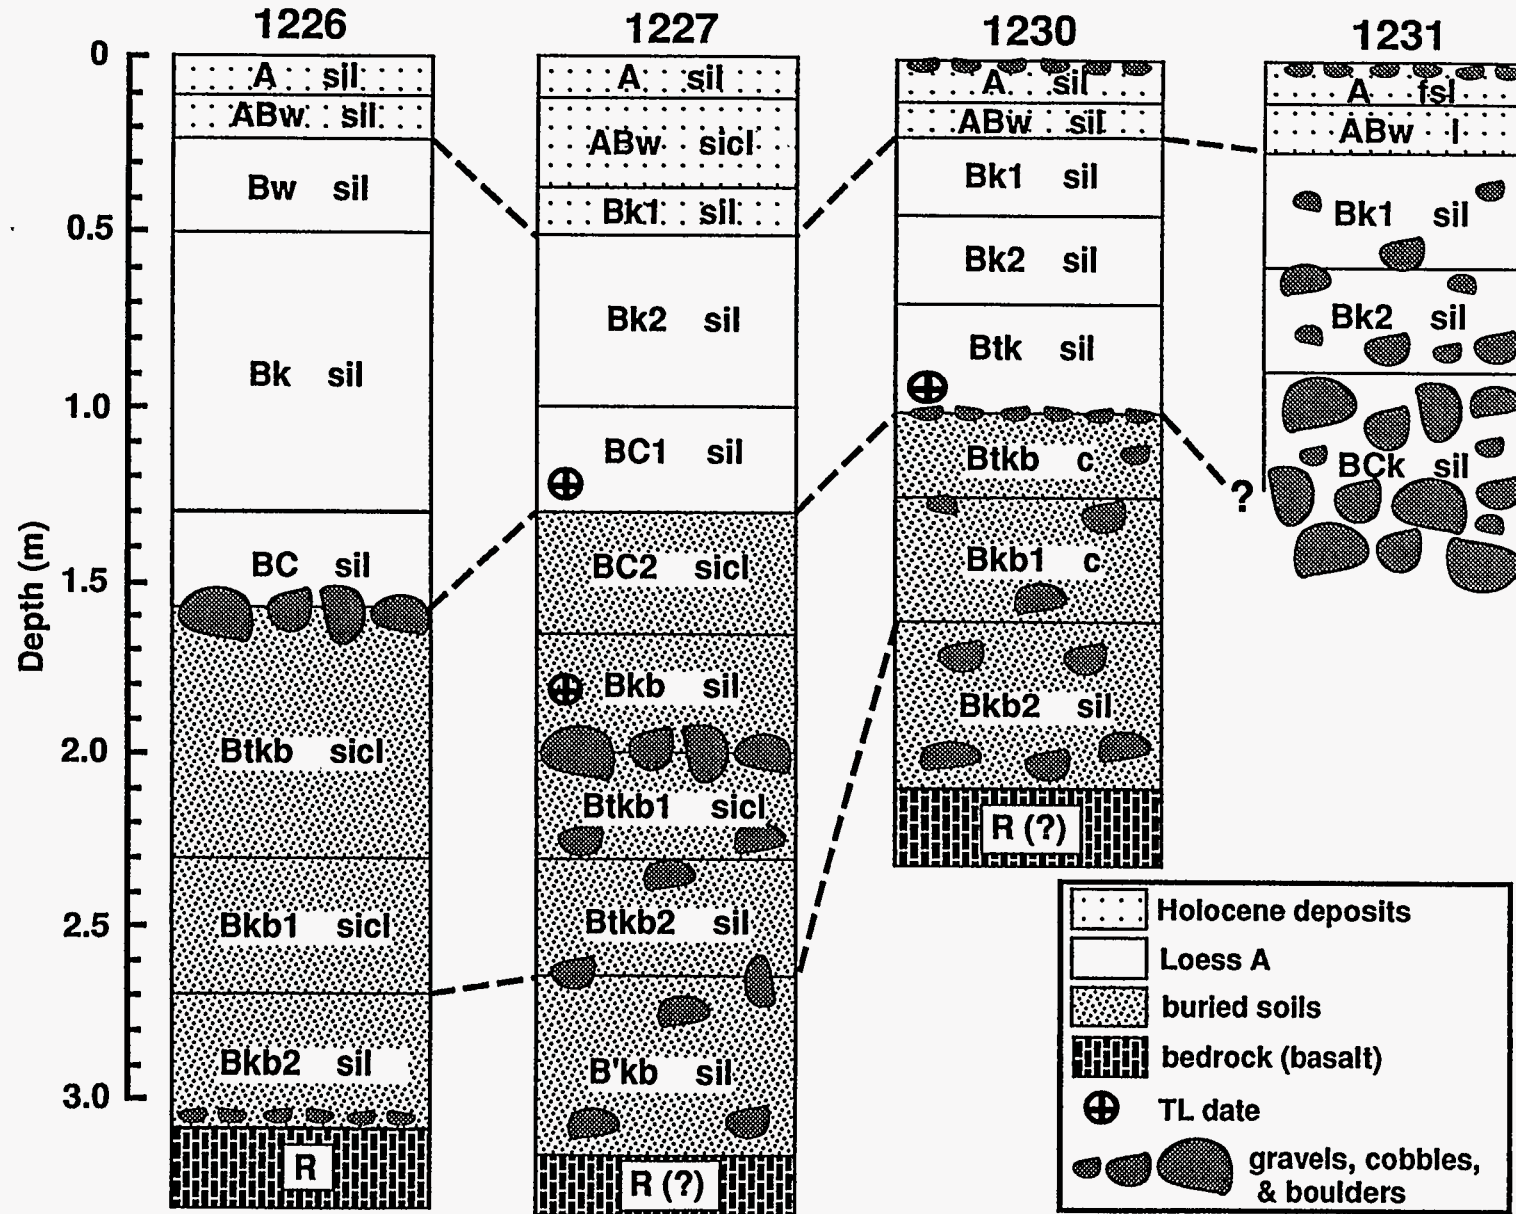 1226
1227
1230
1231
Depth (m)
0
0.5
1.0
1.5
2.0
2.5
3.0
A sil
ABw sil
Bw sil
Bk sil
BC sil
Btkb sicl
Bkb1 sicl
Bkb2 sil
R
A sil
ABw sicl
Bk1 sil
Bk2 sil
BC1 sil
BC2 sicl
Bkb sil
Btkb1 sicl
Btkb2 sil
B'kb sil
R (?)
A sil
ABw sil
Bk1 sil
Bk2 sil
Btk sil
Btkb c
Bkb1 c
Bkb2 sil
R (?)
?
A fsl
ABw l
Bk1 sil
Bk2 sil
BCk sil
Holocene deposits
Loess A
buried soils
bedrock (basalt)
TL date
gravels, cobbles,
& boulders